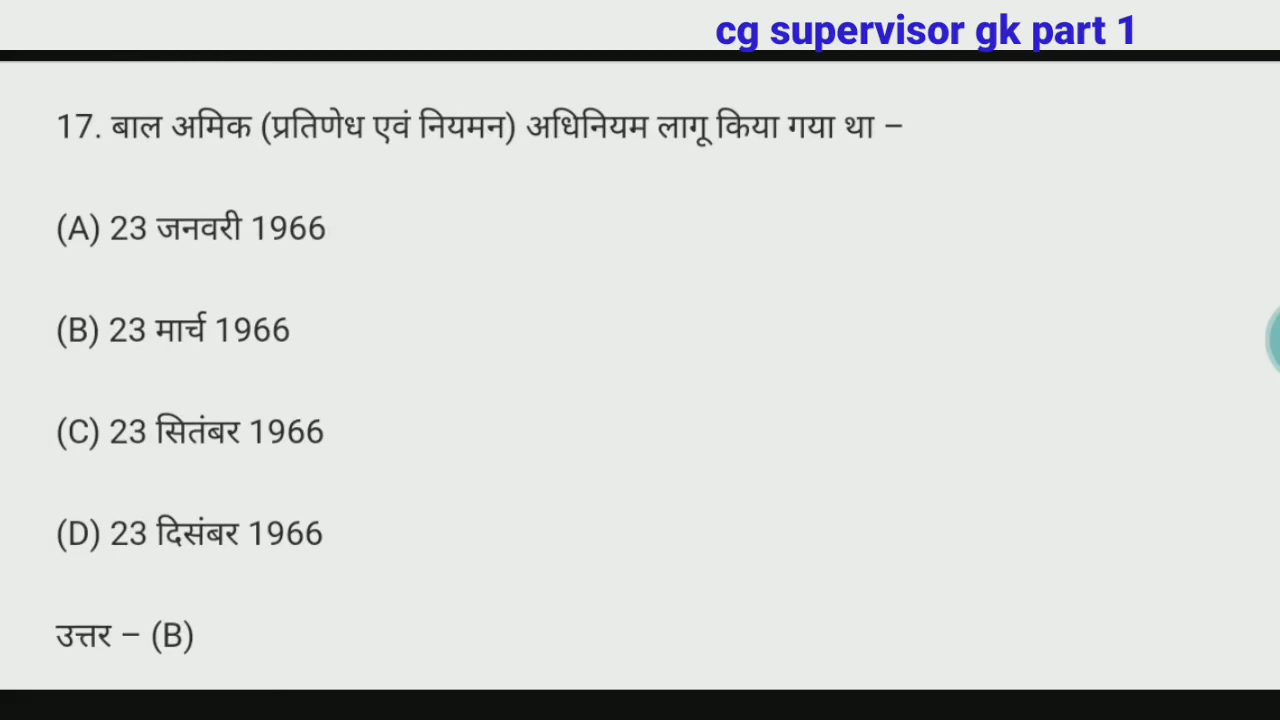 cg supervisor gk part 1
17. बाल अमिक (प्रतिणेध एवं नियमन) अधिनियम लागू किया गया था –
(A) 23 जनवरी 1966
(B) 23 मार्च 1966
(C) 23 सितंबर 1966
(D) 23 दिसंबर 1966
उत्तर – (B)